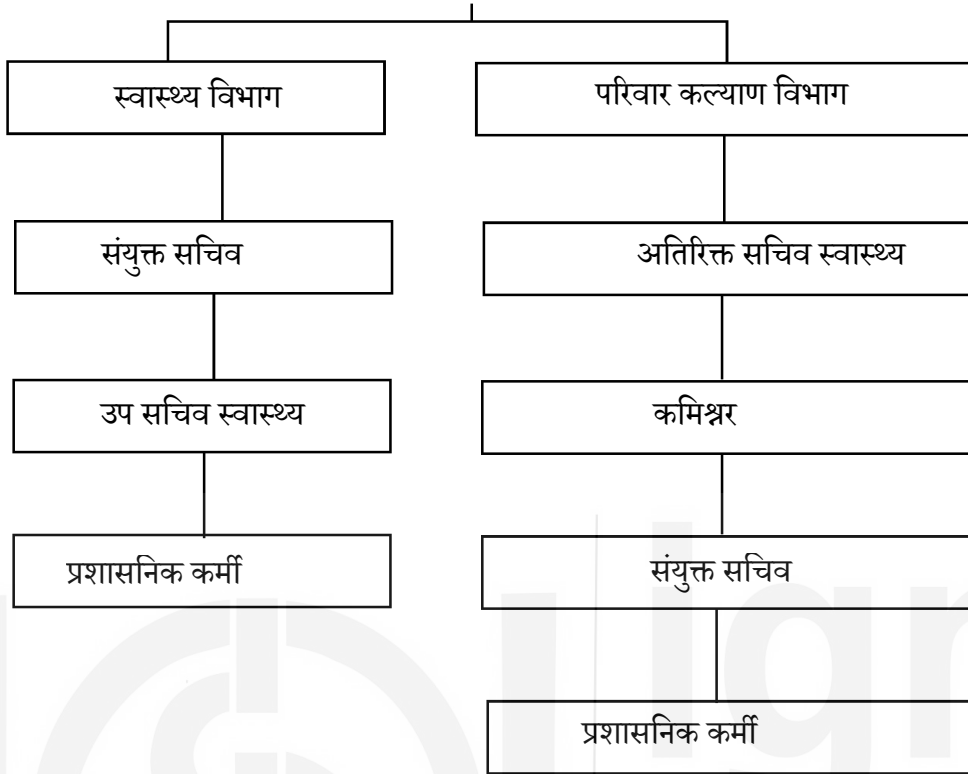 स्वास्थ्य विभाग
परिवार कल्याण विभाग
संयुक्त सचिव
अतिरिक्त सचिव स्वास्थ्य
उप सचिव स्वास्थ्य
कमिश्नर
प्रशासनिक कर्मी
संयुक्त सचिव
प्रशासनिक कर्मी